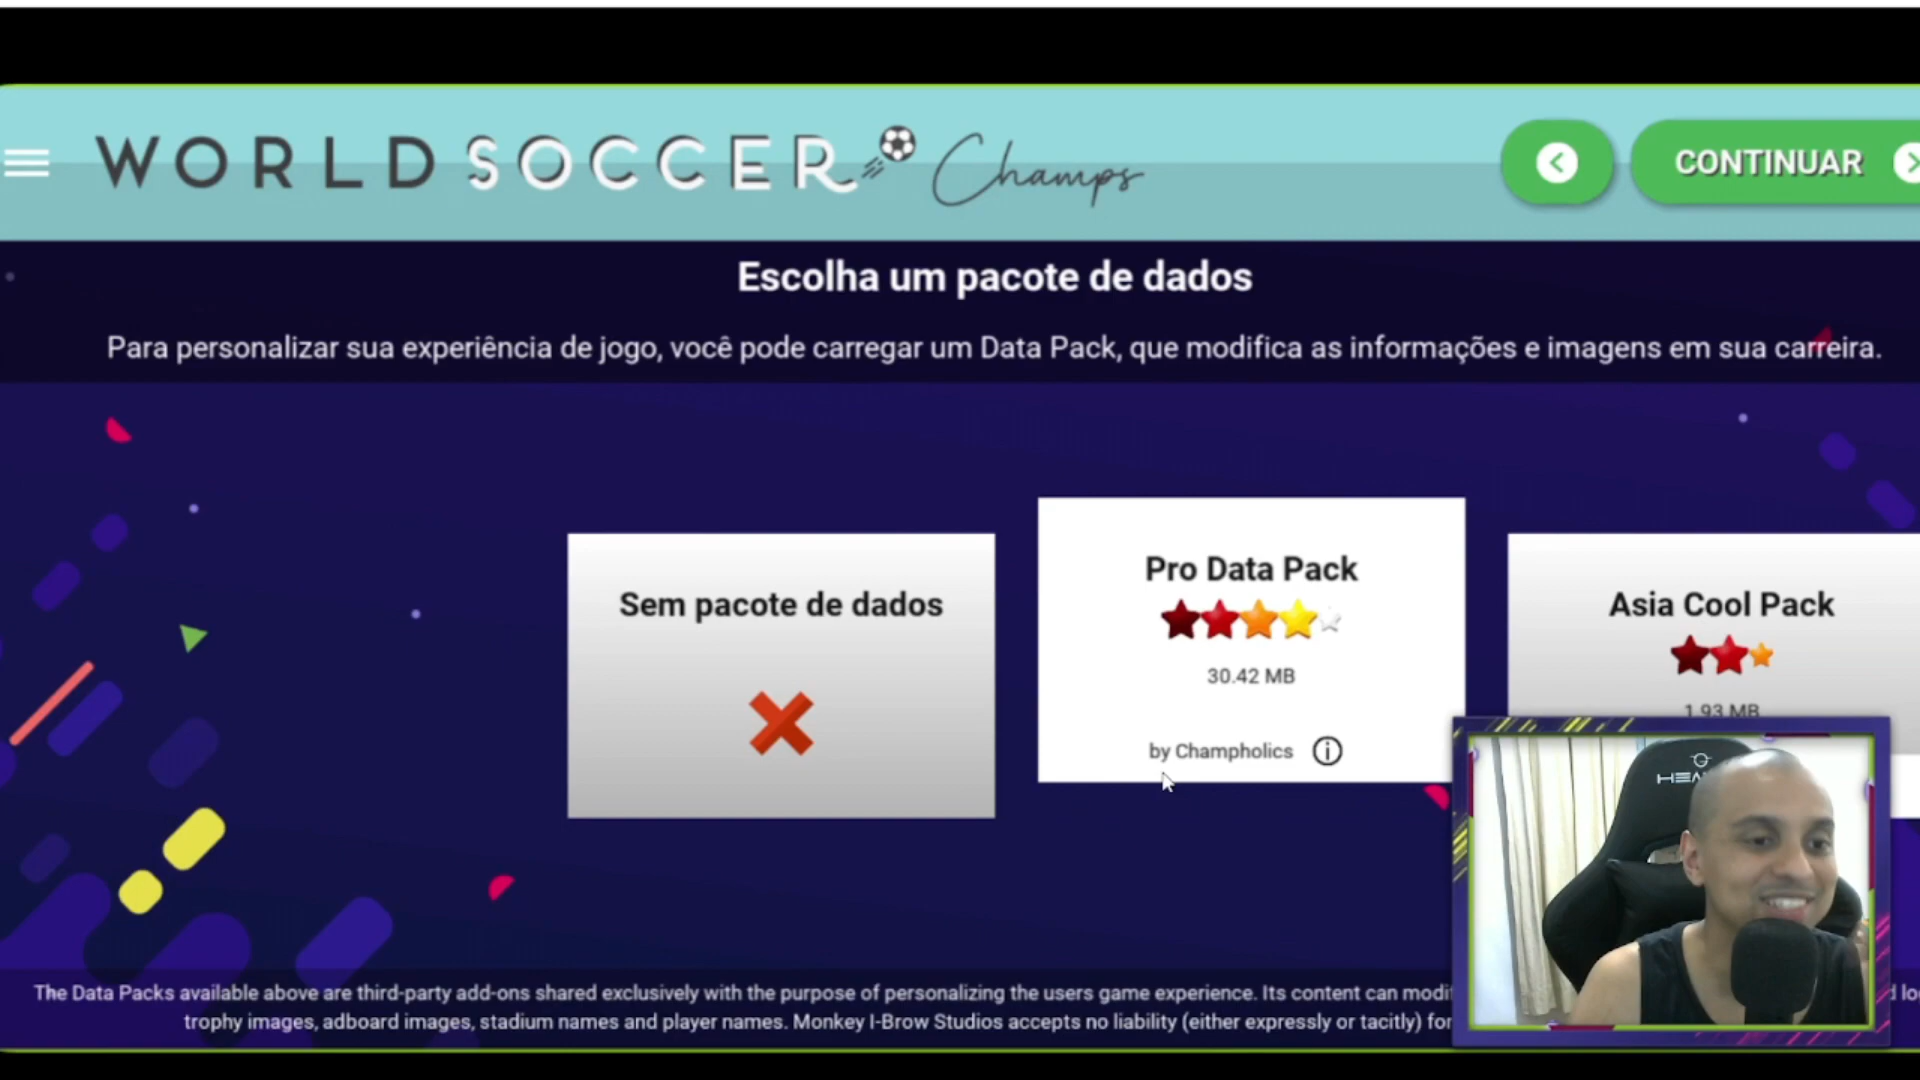 WORLD SOCCER Champs
CONTINUAR
Escolha um pacote de dados
Para personalizar sua experiência de jogo, você pode carregar um Data Pack, que modifica as informações e imagens em sua carreira.
Sem pacote de dados
Pro Data Pack
30.42 MB
by Champholics
Asia Cool Pack
1.93 MB
The Data Packs available above are third-party add-ons shared exclusively with the purpose of personalizing the users game experience. Its content can
trophy images, adboard images, stadium names and player names. Monkey I-Brow Studios accepts no liability (either expressly or tacitly) for